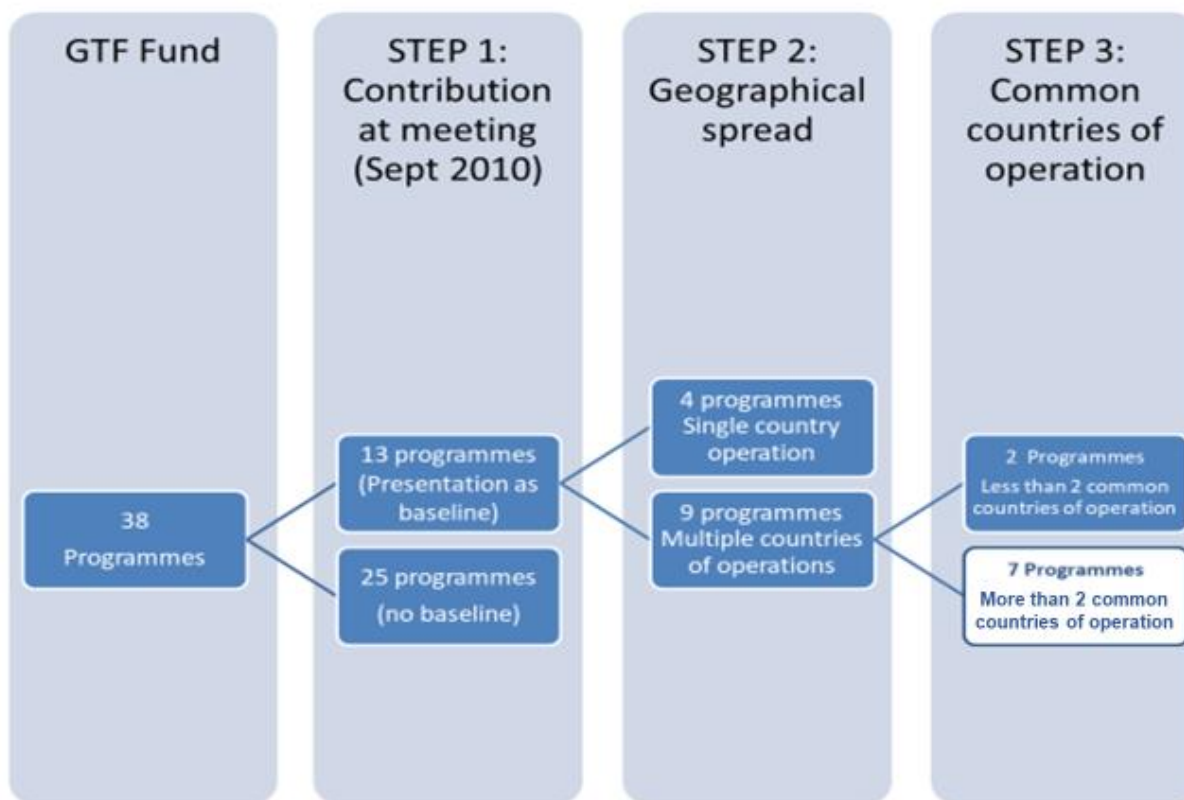 GTF Fund
38
Programmes
STEP 1:
Contribution
at meeting
(Sept 2010)
13 programmes
(Presentation as
baseline)
25 programmes
(no baseline)
STEP 2:
Geographical
spread
4 programmes
Single country
operation
9 programmes
Multiple countries
of operations
STEP 3:
Common
countries of
operation
2 Programmes
Less than 2 common
countries of operation
7 Programmes
More than 2 common
countries of operation